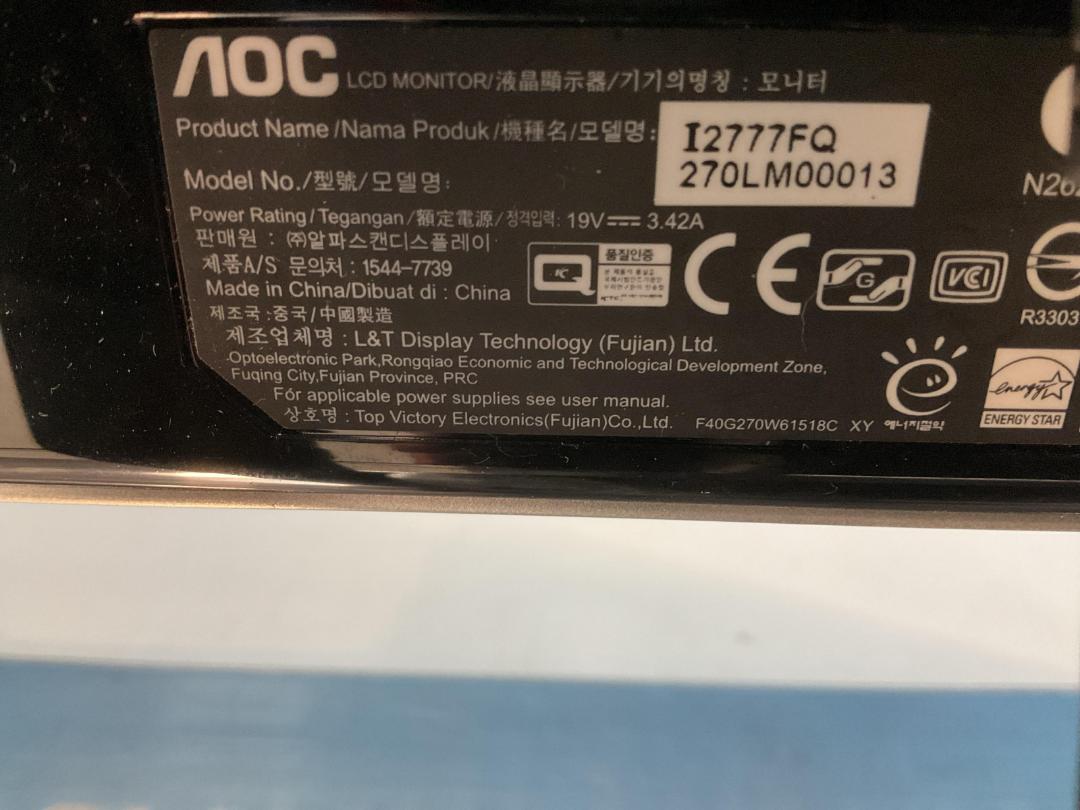 AOC LCD MONITOR/液晶顯示器/기기의명칭 : 모니터
Product Name /Nama Produk /機種名/모델명: I2777FQ
Model No./型號/모델명: 270LM00013
Power Rating/Tegangan/額定電源/정격입력: 19V⎓ 3.42A
판매원 : ㈜알파스캔디스플레이
제품A/S 문의처 : 1544-7739
Made in China/Dibuat di : China
제조국 :중국/中國製造
품질인증
제조업체명 : L&T Display Technology (Fujian) Ltd.
Optoelectronic Park,Rongqiao Economic and Technological Development Zone,
Fuqing City,Fujian Province, PRC
For applicable power supplies see user manual.
상호명 : Top Victory Electronics(Fujian)Co.,Ltd. F40G270W61518C XY 에너지절약
CE
G
VCI
R3303
energy
ENERGY STAR